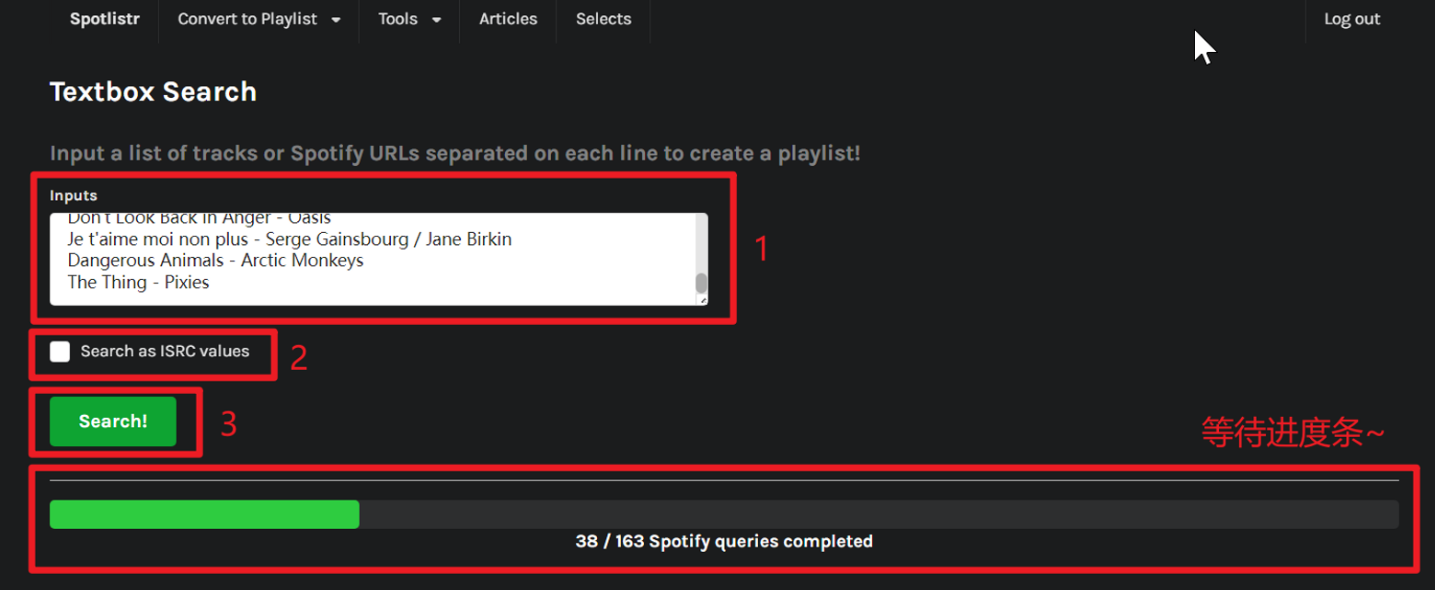 Spotlistr Convert to Playlist Tools Articles Selects Log out
Textbox Search
Input a list of tracks or Spotify URLs separated on each line to create a playlist!
Inputs
Don't Look Back In Anger - Oasis
Je t'aime moi non plus - Serge Gainsbourg / Jane Birkin
Dangerous Animals - Arctic Monkeys
The Thing - Pixies
1
Search as ISRC values
2
Search!
3
等待进度条~
38 / 163 Spotify queries completed